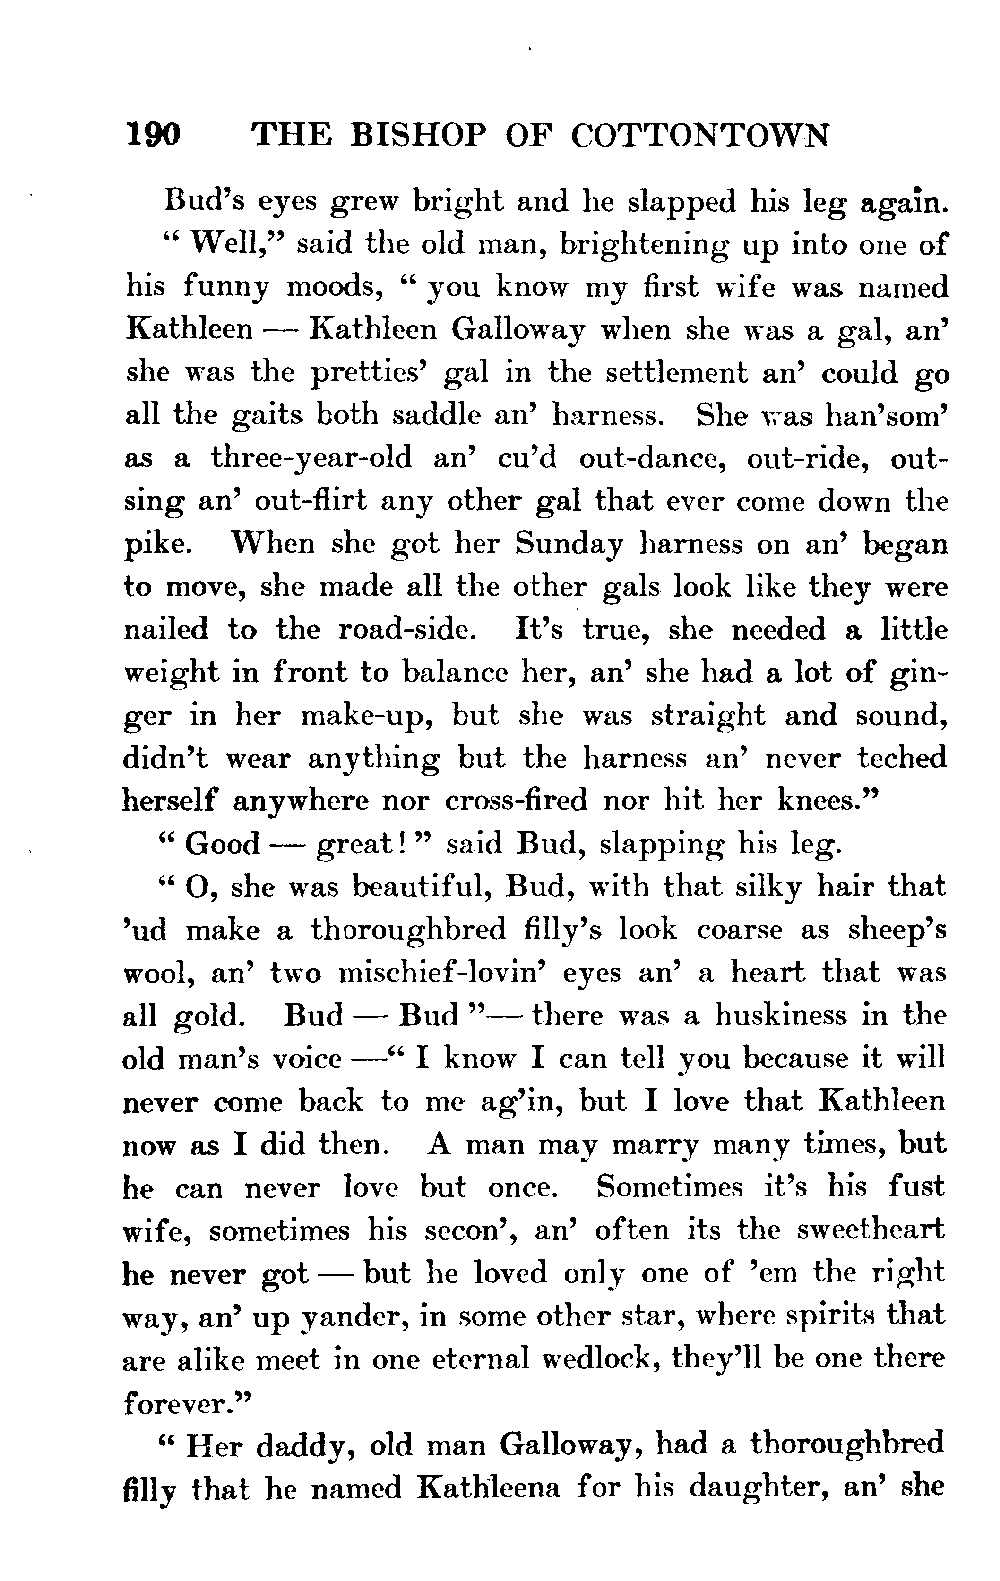 190 THE BISHOP OF COTTONTOWN
Bud's eyes grew bright and he slapped his leg again.
“ Well,” said the old man, brightening up into one of
his funny moods, “ you know my first wife was named
Kathleen — Kathleen Galloway when she was a gal, an'
she was the pretties' gal in the settlement an' could go
all the gaits both saddle an' harness. She was han'som'
as a three-year-old an' cu'd out-dance, out-ride, out-
sing an' out-flirt any other gal that ever come down the
pike. When she got her Sunday harness on an' began
to move, she made all the other gals look like they were
nailed to the road-side. It's true, she needed a little
weight in front to balance her, an' she had a lot of gin-
ger in her make-up, but she was straight and sound,
didn't wear anything but the harness an' never teched
herself anywhere nor cross-fired nor hit her knees.”
“ Good — great! ” said Bud, slapping his leg.
“ O, she was beautiful, Bud, with that silky hair that
'ud make a thoroughbred filly's look coarse as sheep's
wool, an' two mischief-lovin' eyes an' a heart that was
all gold. Bud — Bud ”— there was a huskiness in the
old man's voice —“ I know I can tell you because it will
never come back to me ag'in, but I love that Kathleen
now as I did then. A man may marry many times, but
he can never love but once. Sometimes it's his fust
wife, sometimes his secon', an' often its the sweetheart
he never got — but he loved only one of 'em the right
way, an' up yander, in some other star, where spirits that
are alike meet in one eternal wedlock, they'll be one there
forever.”
“ Her daddy, old man Galloway, had a thoroughbred
filly that he named Kathleena for his daughter, an' she